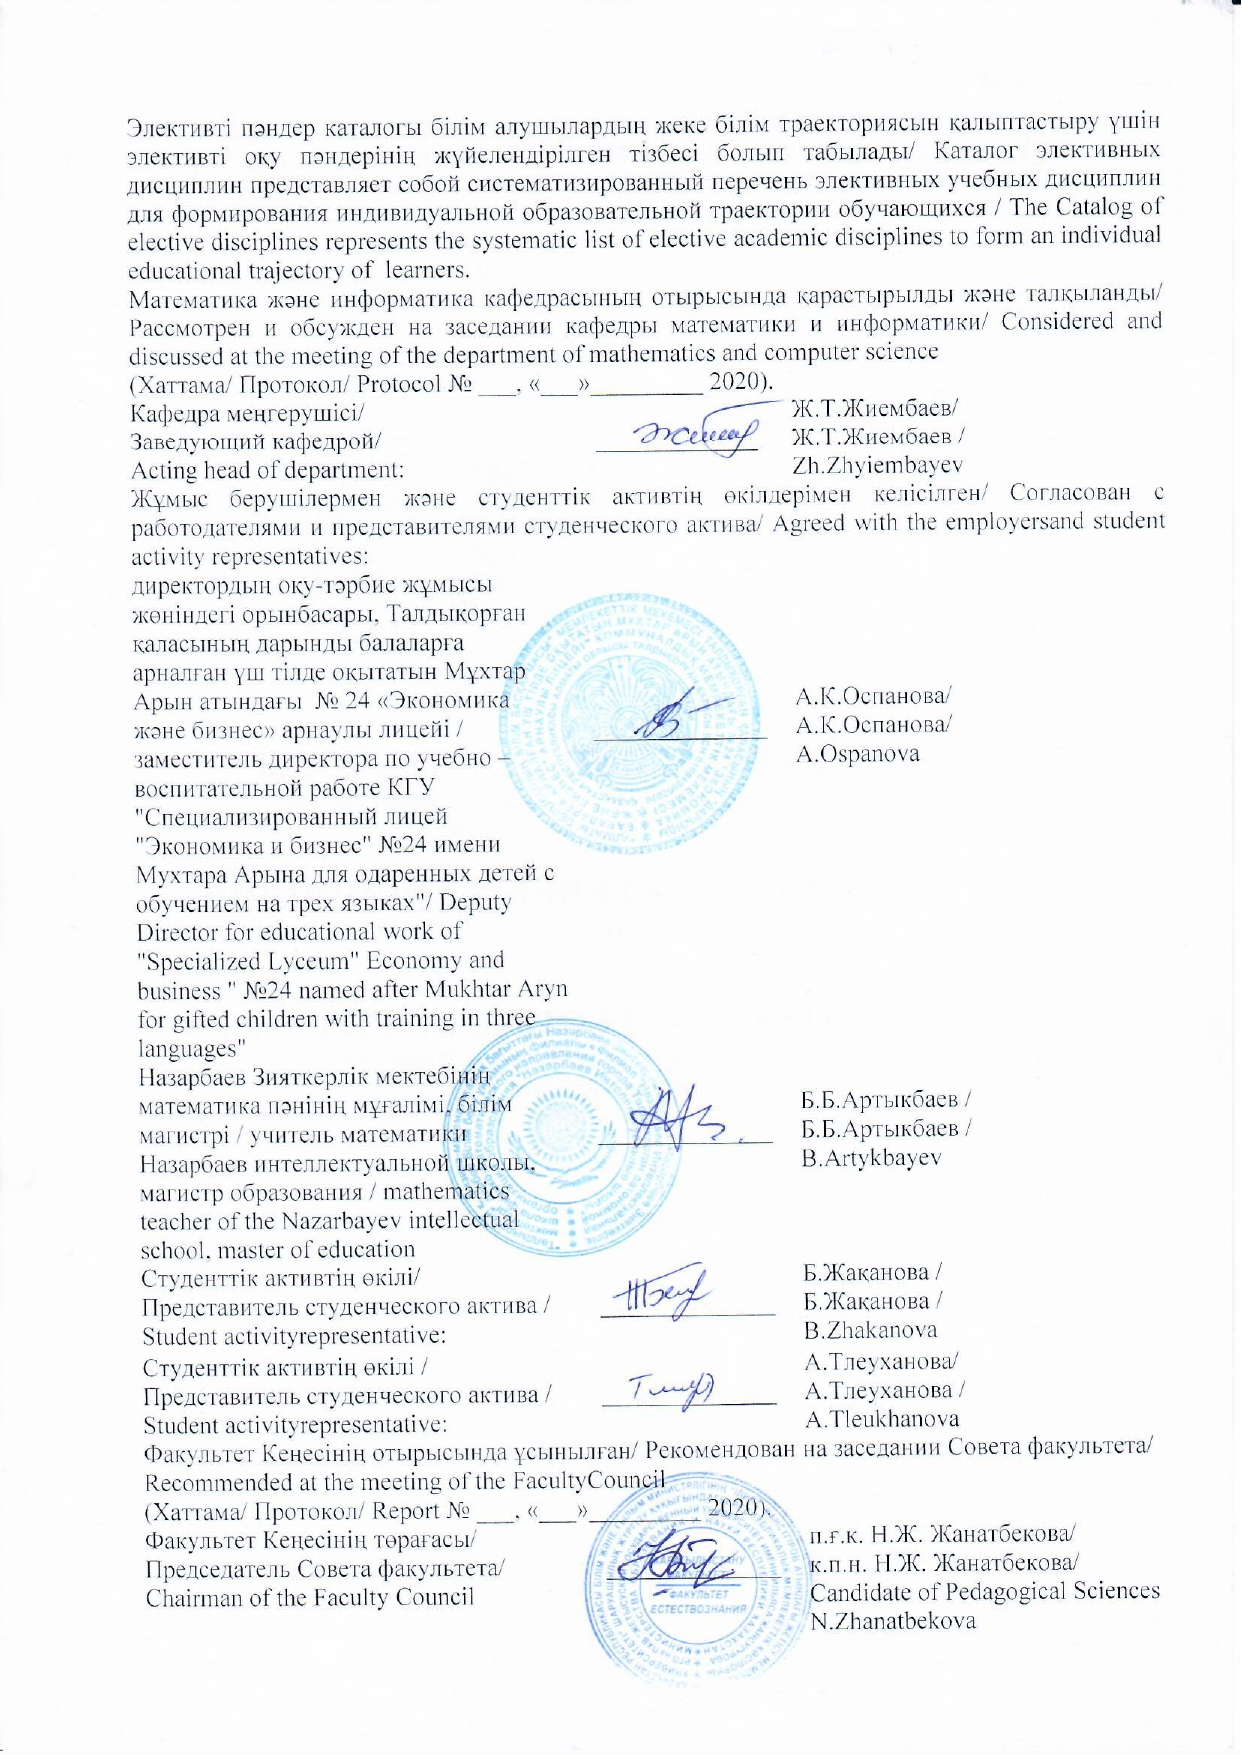 Элективті пәндер каталогы білім алушылардың жеке білім траекториясын қалыптастыру үшін
элективті оқу пәндерінің жүйелендірілген тізбесі болып табылады/ Каталог элективных
дисциплин представляет собой систематизированный перечень элективных учебных дисциплин
для формирования индивидуальной образовательной траектории обучающихся / The Catalog of
elective disciplines represents the systematic list of elective academic disciplines to form an individual
educational trajectory of learners.
Математика және информатика кафедрасының отырысында қарастырылды және талқыланды/
Рассмотрен и обсужден на заседании кафедры математики и информатики/ Considered and
discussed at the meeting of the department of mathematics and computer science
(Хаттама/ Протокол/ Protocol № ___, «___»_________ 2020).
Кафедра меңгерушісі/ Ж.Т.Жиембаев/
Заведующий кафедрой/ Ж.Т.Жиембаев /
Acting head of department: Zh.Zhyiembayev
Жұмыс берушілермен және студенттік активтің өкілдерімен келісілген/ Согласован с
работодателями и представителями студенческого актива/ Agreed with the employersand student
activity representatives:
директордың оқу-тәрбие жұмысы
жөніндегі орынбасары, Талдықорған
қаласының дарынды балаларға
арналған үш тілде оқытатын Мұхтар
Арын атындағы № 24 «Экономика А.К.Оспанова/
және бизнес» арнаулы лицейі / А.К.Оспанова/
заместитель директора по учебно – A.Ospanova
воспитательной работе КГУ
"Специализированный лицей
"Экономика и бизнес" №24 имени
Мухтара Арына для одаренных детей с
обучением на трех языках"/ Deputy
Director for educational work of
"Specialized Lyceum" Economy and
business " №24 named after Mukhtar Aryn
for gifted children with training in three
languages"
Назарбаев Зияткерлік мектебінің
математика пәнінің мұғалімі, білім Б.Б.Артыкбаев /
магистрі / учитель математики Б.Б.Артыкбаев /
Назарбаев интеллектуальной школы, B.Artykbayev
магистр образования / mathematics
teacher of the Nazarbayev intellectual
school, master of education
Студенттік активтің өкілі/ Б.Жақанова /
Представитель студенческого актива / Б.Жақанова /
Student activityrepresentative: B.Zhakanova
Студенттік активтің өкілі / А.Тлеуханова/
Представитель студенческого актива / А.Тлеуханова /
Student activityrepresentative: A.Tleukhanova
Факультет Кеңесінің отырысында ұсынылған/ Рекомендован на заседании Совета факультета/
Recommended at the meeting of the FacultyCouncil
(Хаттама/ Протокол/ Report № ___, «___»_________ 2020).
Факультет Кеңесінің төрағасы/ п.ғ.к. Н.Ж. Жанатбекова/
Председатель Совета факультета/ к.п.н. Н.Ж. Жанатбекова/
Chairman of the Faculty Council Candidate of Pedagogical Sciences
N.Zhanatbekova
ФАКУЛЬТЕТ
ЕСТЕСТВОЗНАНИЯ